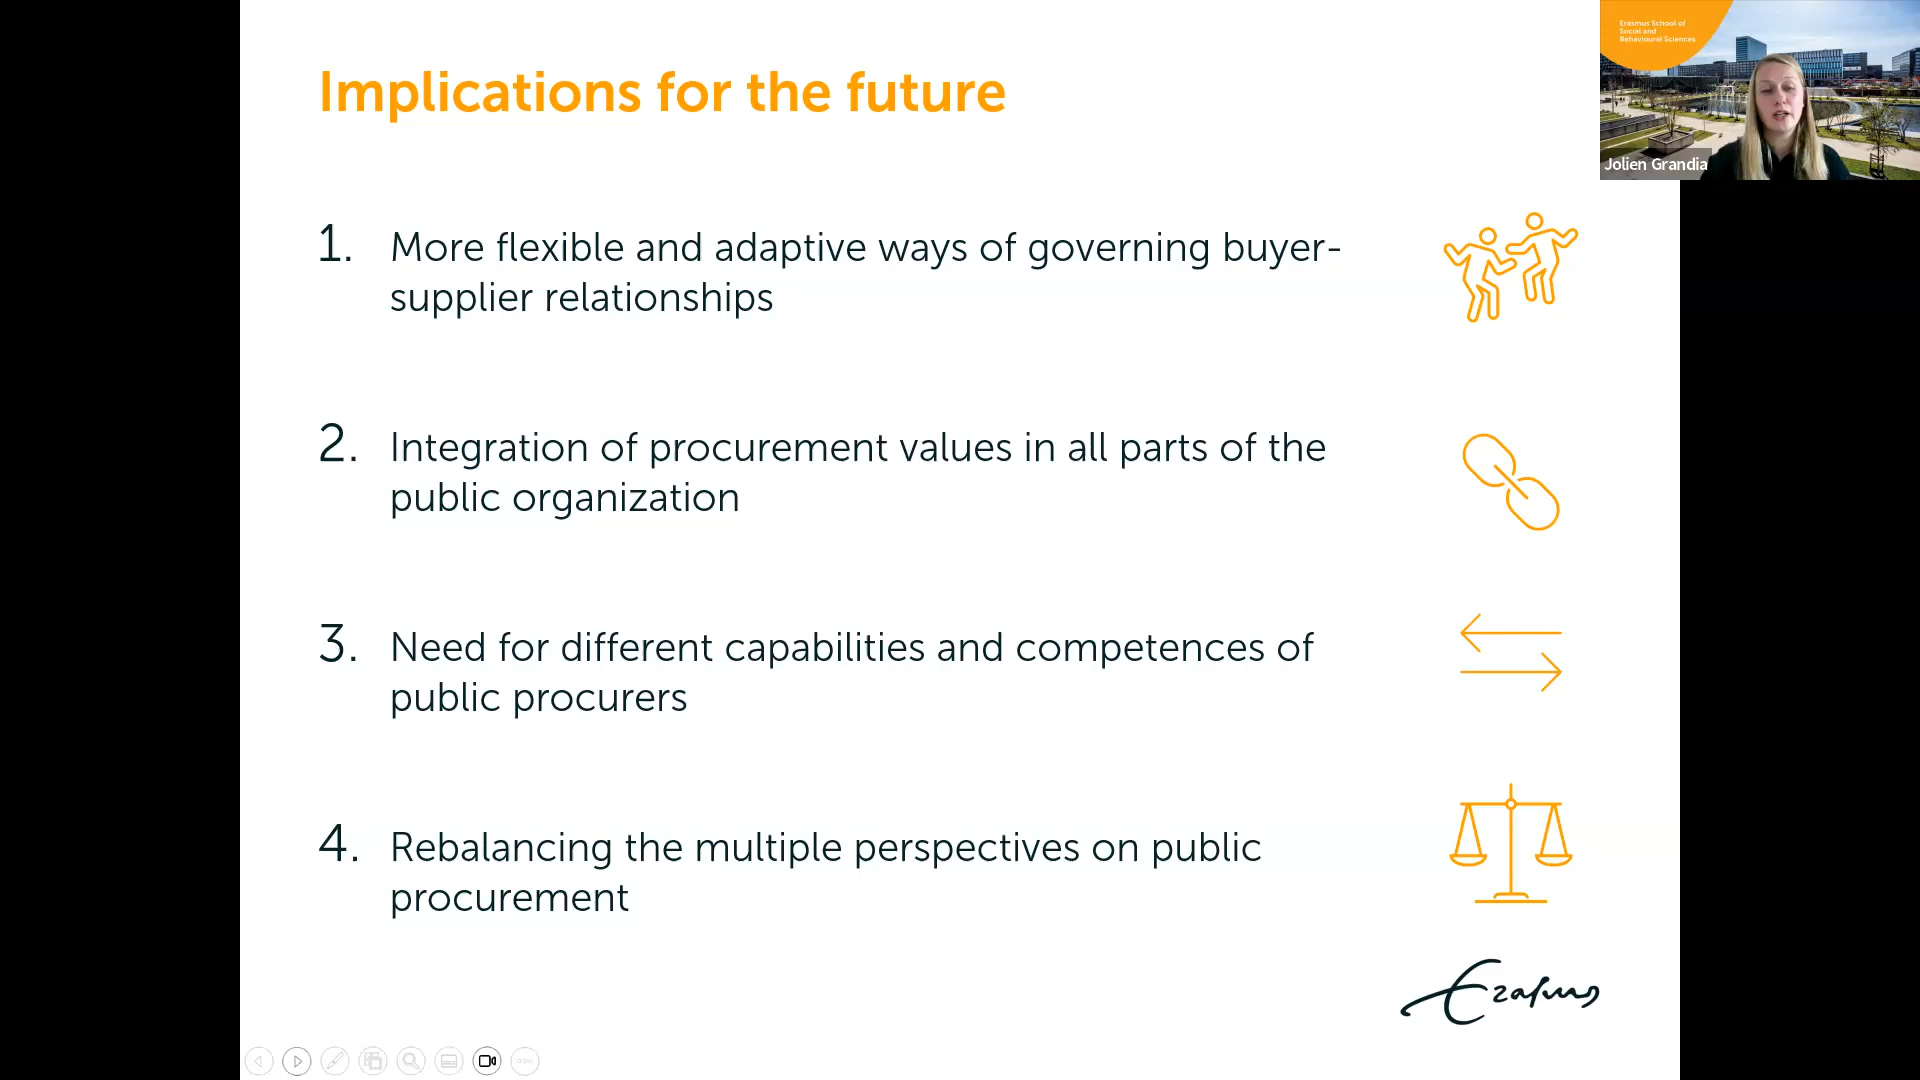 Implications for the future
Erasmus School of
Social and
Behavioural Sciences
Jolien Grandia
1. More flexible and adaptive ways of governing buyer-
supplier relationships
2. Integration of procurement values in all parts of the
public organization
3. Need for different capabilities and competences of
public procurers
4. Rebalancing the multiple perspectives on public
procurement
Erasmus